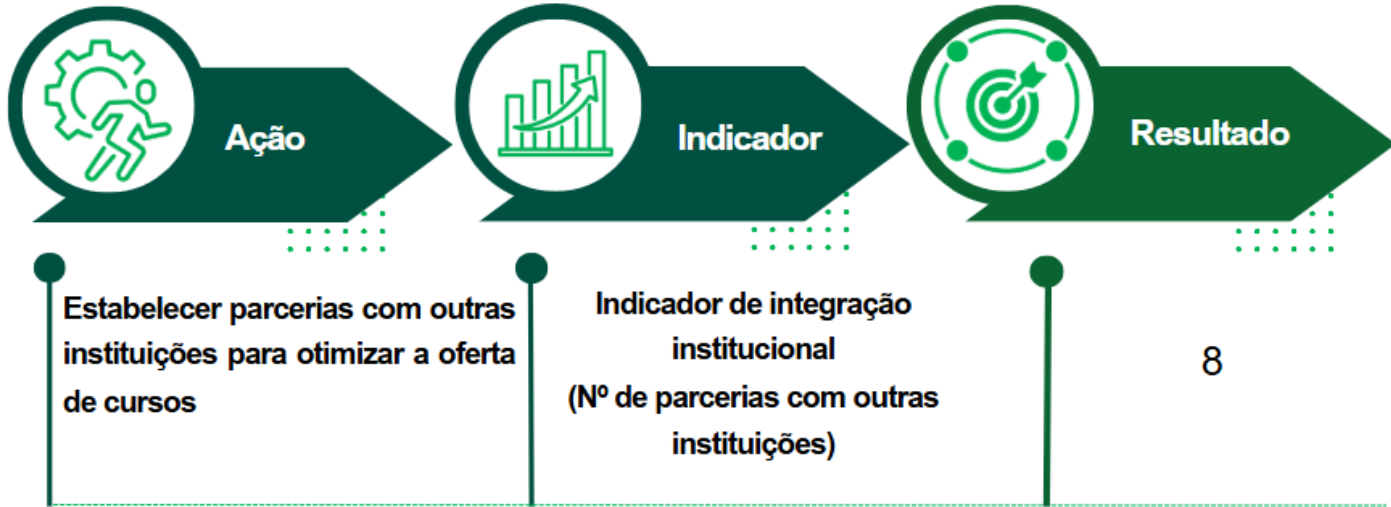 Ação
Indicador
Resultado
Estabelecer parcerias com outras
instituições para otimizar a oferta
de cursos
Indicador de integração
institucional
(Nº de parcerias com outras
instituições)
8